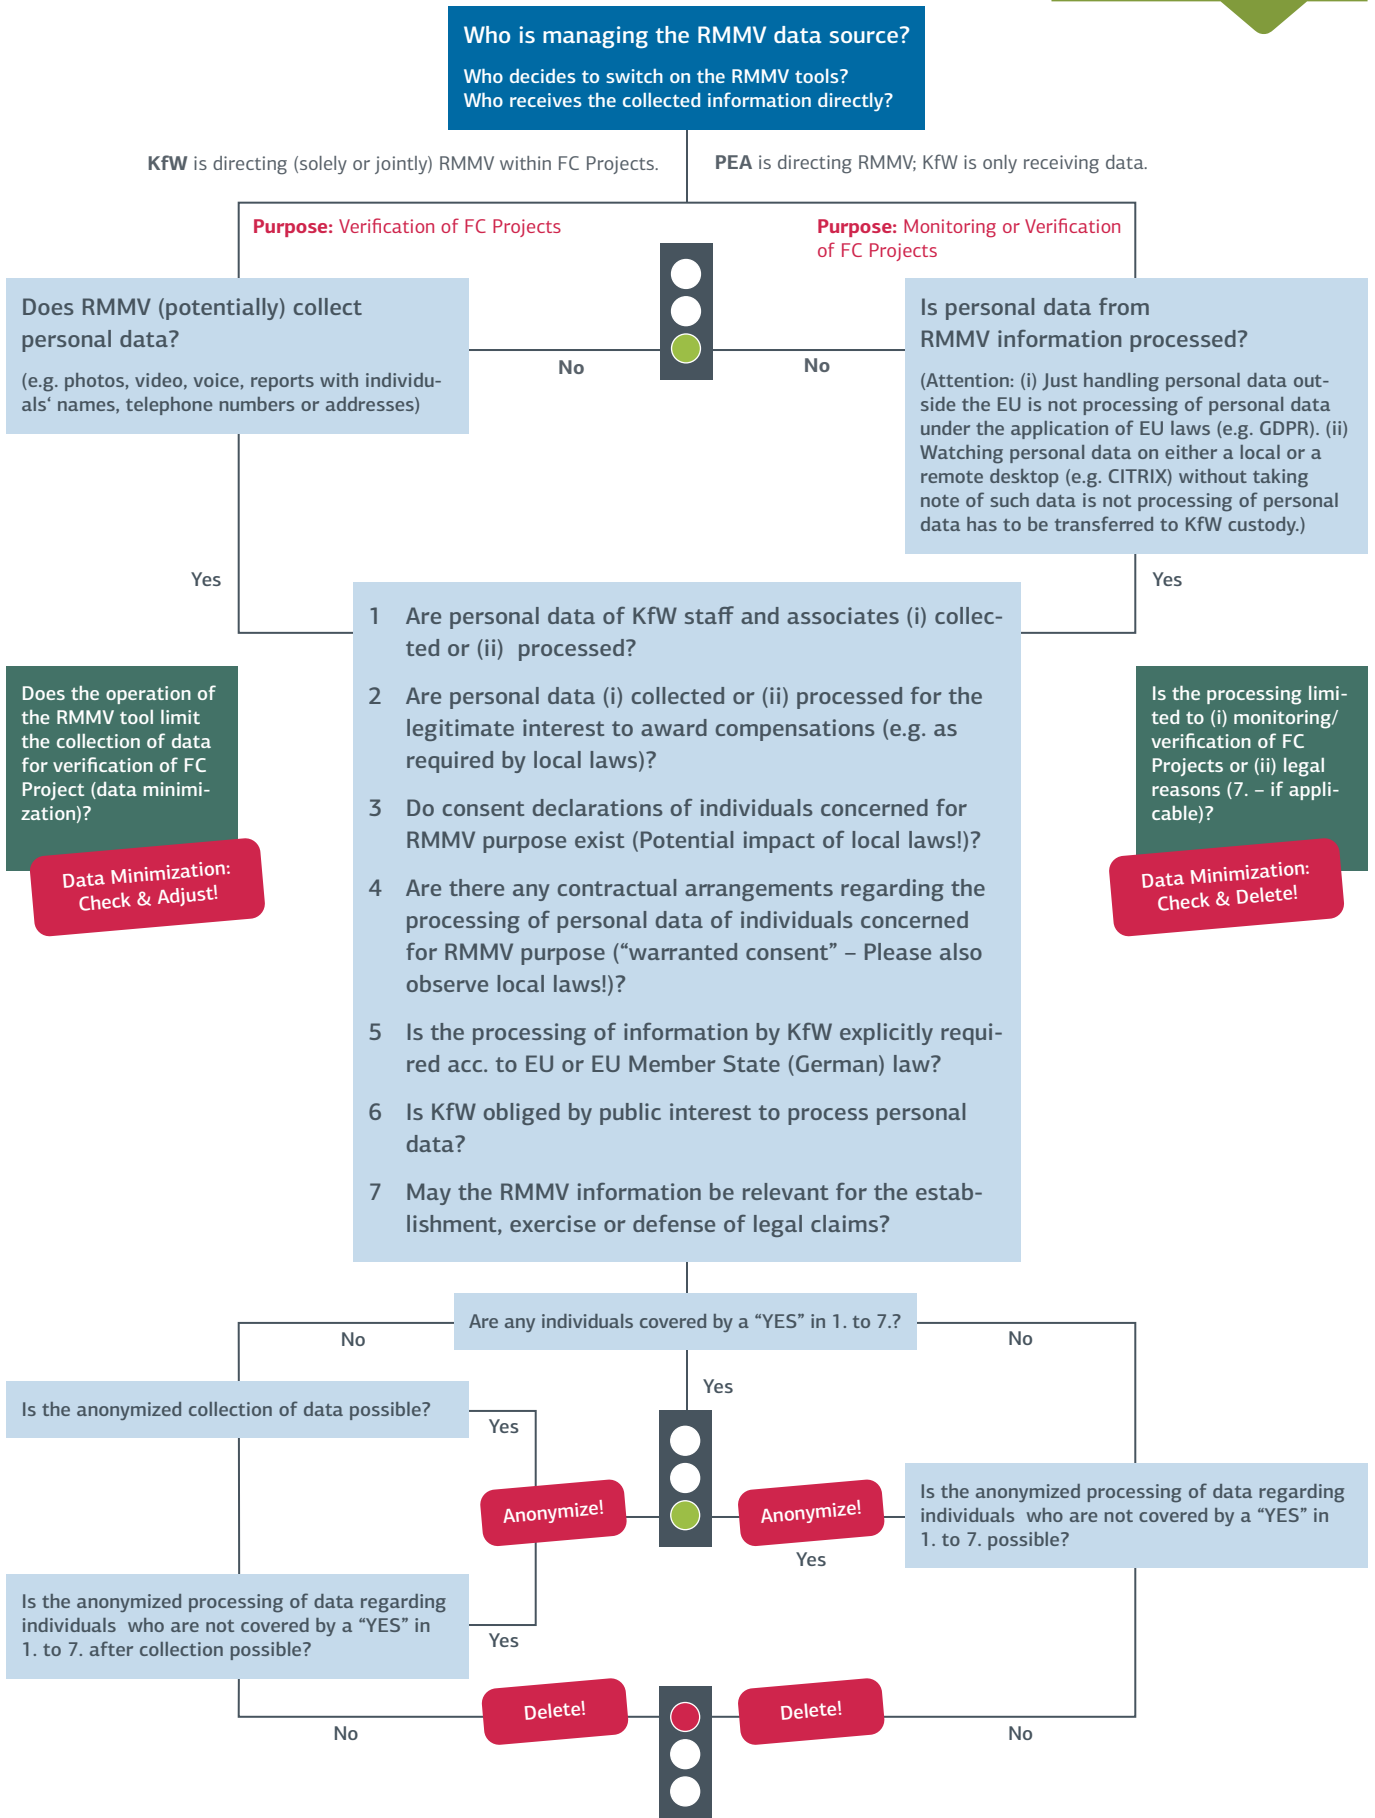 Who is managing the RMMV data source?
Who decides to switch on the RMMV tools?
Who receives the collected information directly?
KfW is directing (solely or jointly) RMMV within FC Projects.
PEA is directing RMMV; KfW is only receiving data.
Purpose: Verification of FC Projects
Purpose: Monitoring or Verification
of FC Projects
Does RMMV (potentially) collect
personal data?
(e.g. photos, video, voice, reports with individu-
als‘ names, telephone numbers or addresses)
No
No
Is personal data from
RMMV information processed?
(Attention: (i) Just handling personal data out-
side the EU is not processing of personal data
under the application of EU laws (e.g. GDPR). (ii)
Watching personal data on either a local or a
remote desktop (e.g. CITRIX) without taking
note of such data is not processing of personal
data has to be transferred to KfW custody.)
Yes
Yes
1 Are personal data of KfW staff and associates (i) collec-
ted or (ii) processed?
2 Are personal data (i) collected or (ii) processed for the
legitimate interest to award compensations (e.g. as
required by local laws)?
3 Do consent declarations of individuals concerned for
RMMV purpose exist (Potential impact of local laws!)?
4 Are there any contractual arrangements regarding the
processing of personal data of individuals concerned
for RMMV purpose (“warranted consent” – Please also
observe local laws!)?
5 Is the processing of information by KfW explicitly requi-
red acc. to EU or EU Member State (German) law?
6 Is KfW obliged by public interest to process personal
data?
7 May the RMMV information be relevant for the estab-
lishment, exercise or defense of legal claims?
Does the operation of
the RMMV tool limit
the collection of data
for verification of FC
Project (data minimi-
zation)?
Data Minimization:
Check & Adjust!
Is the processing limi-
ted to (i) monitoring/
verification of FC
Projects or (ii) legal
reasons (7. – if appli-
cable)?
Data Minimization:
Check & Delete!
Are any individuals covered by a “YES” in 1. to 7.?
No
No
Yes
Is the anonymized collection of data possible?
Yes
Anonymize!
Anonymize!
Yes
Is the anonymized processing of data regarding
individuals who are not covered by a “YES” in
1. to 7. possible?
Is the anonymized processing of data regarding
individuals who are not covered by a “YES” in
1. to 7. after collection possible?
Yes
Delete!
Delete!
No
No